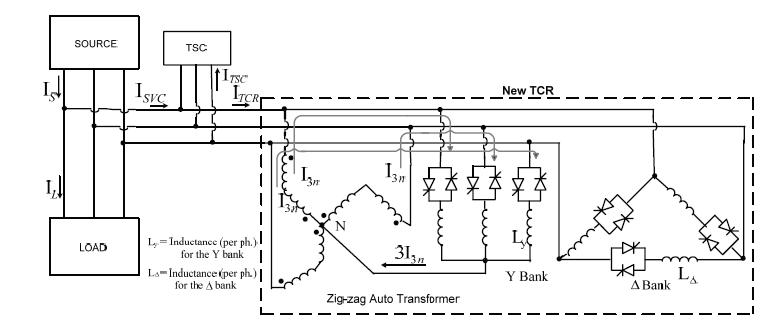 SOURCE
TSC
New TCR
I_S
I_SVC
I_TSC
I_TCR
I_3n
I_3n
I_3n
I_L
N
L_y
LOAD
L_y = Inductance (per ph.)
for the Y bank
L_Δ = Inductance (per ph.)
for the Δ bank
3I_3n
Y Bank
Δ Bank
L_Δ
Zig-zag Auto Transformer